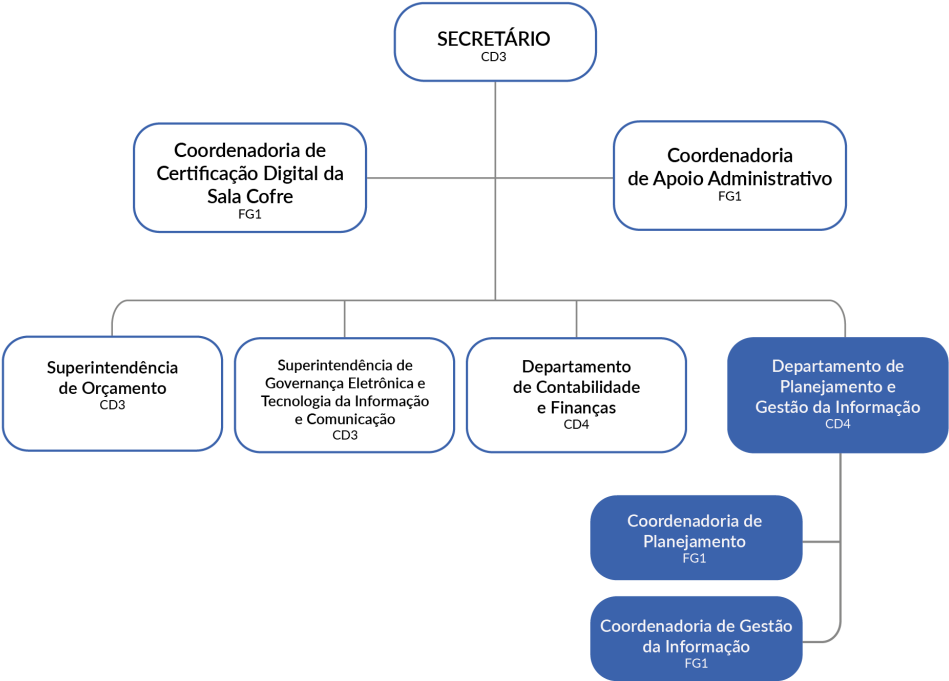 SECRETÁRIO
CD3
Coordenadoria de
Certificação Digital da
Sala Cofre
FG1
Coordenadoria
de Apoio Administrativo
FG1
Superintendência
de Orçamento
CD3
Superintendência de
Governança Eletrônica e
Tecnologia da Informação
e Comunicação
CD3
Departamento
de Contabilidade
e Finanças
CD4
Departamento de
Planejamento e
Gestão da Informação
CD4
Coordenadoria de
Planejamento
FG1
Coordenadoria de Gestão
da Informação
FG1